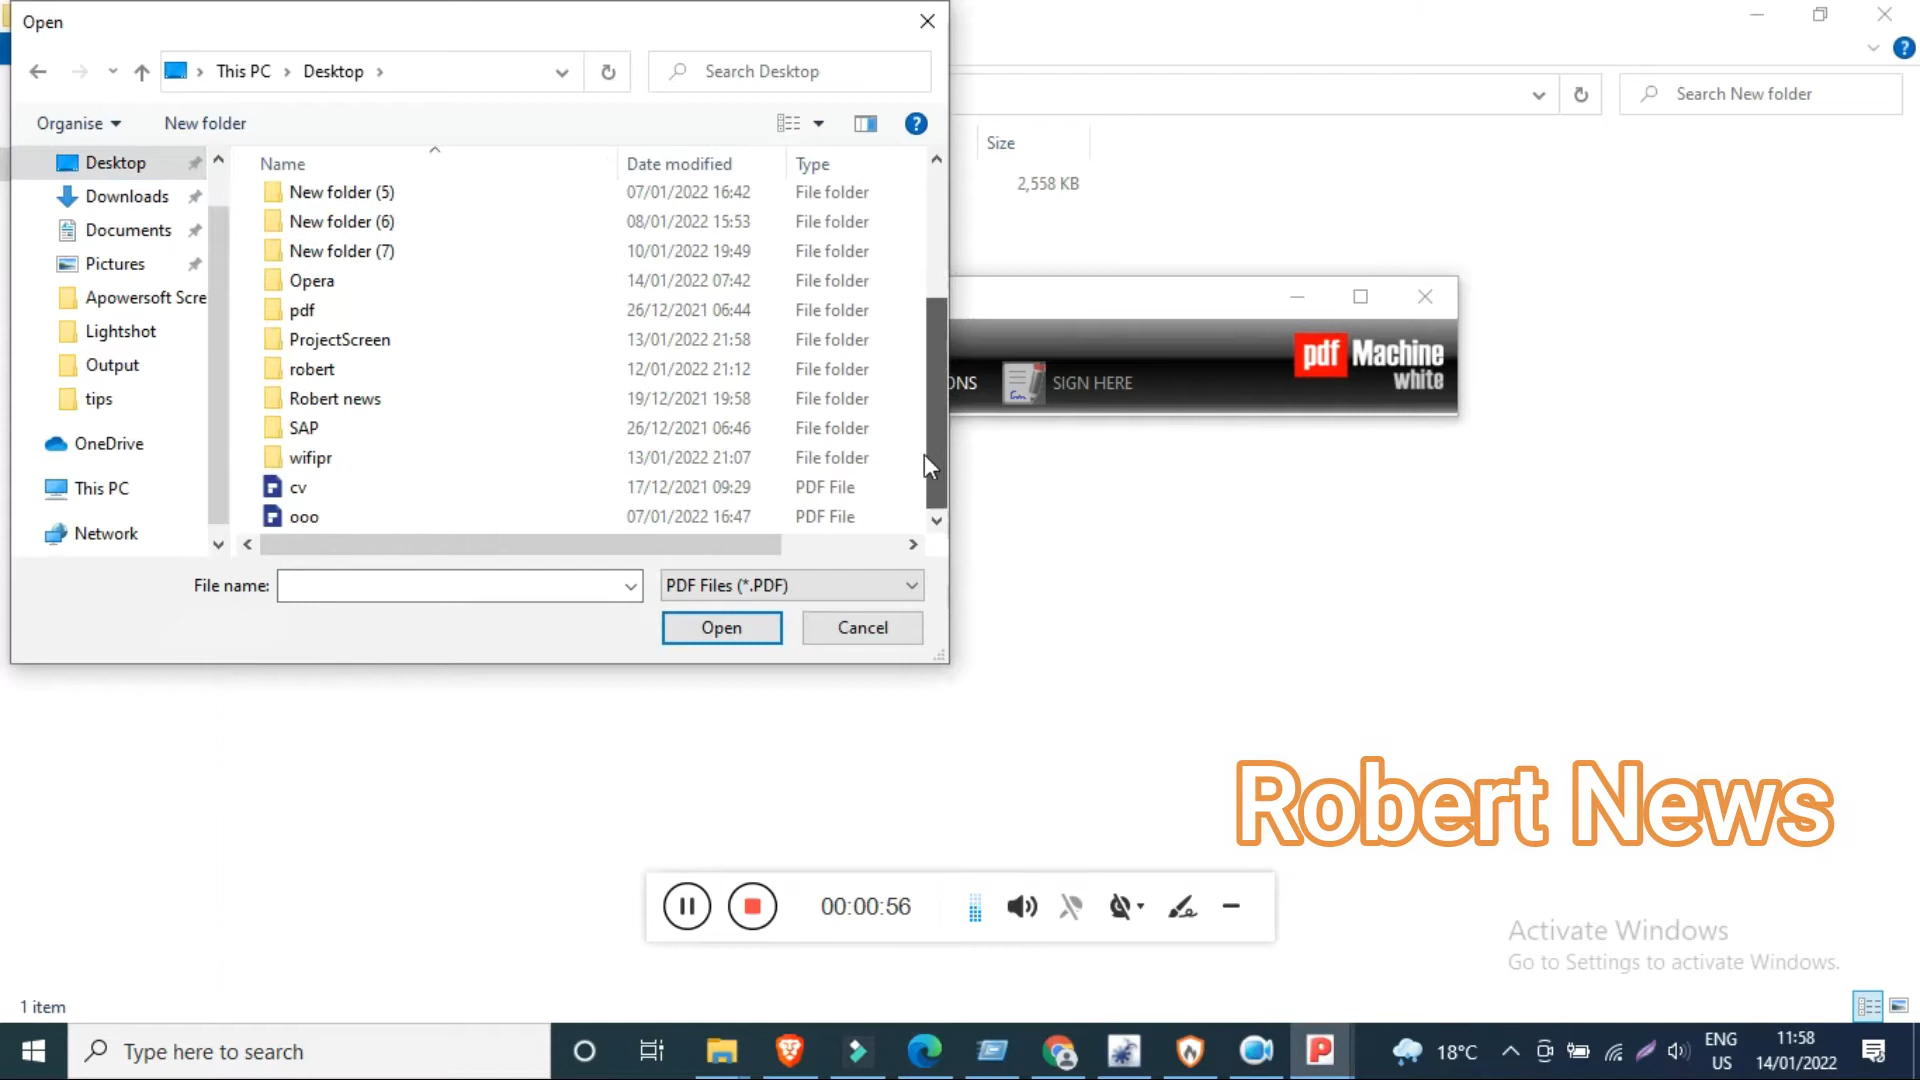 Open
This PC
Desktop
Search Desktop
Search New folder
Organise
New folder
Size
2,558 KB
Desktop
Downloads
Documents
Pictures
Apowersoft Scre
Lightshot
Output
tips
OneDrive
This PC
Network
Name Date modified Type
New folder (5) 07/01/2022 16:42 File folder
New folder (6) 08/01/2022 15:53 File folder
New folder (7) 10/01/2022 19:49 File folder
Opera 14/01/2022 07:42 File folder
pdf 26/12/2021 06:44 File folder
ProjectScreen 13/01/2022 21:58 File folder
robert 12/01/2022 21:12 File folder
Robert news 19/12/2021 19:58 File folder
SAP 26/12/2021 06:46 File folder
wifipr 13/01/2022 21:07 File folder
cv 17/12/2021 09:29 PDF File
ooo 07/01/2022 16:47 PDF File
File name:
PDF Files (*.PDF)
Open
Cancel
ONS
SIGN HERE
pdf Machine
white
Robert News
00:00:56
Activate Windows
Go to Settings to activate Windows.
1 item
Type here to search
18°C
ENG
US
11:58
14/01/2022